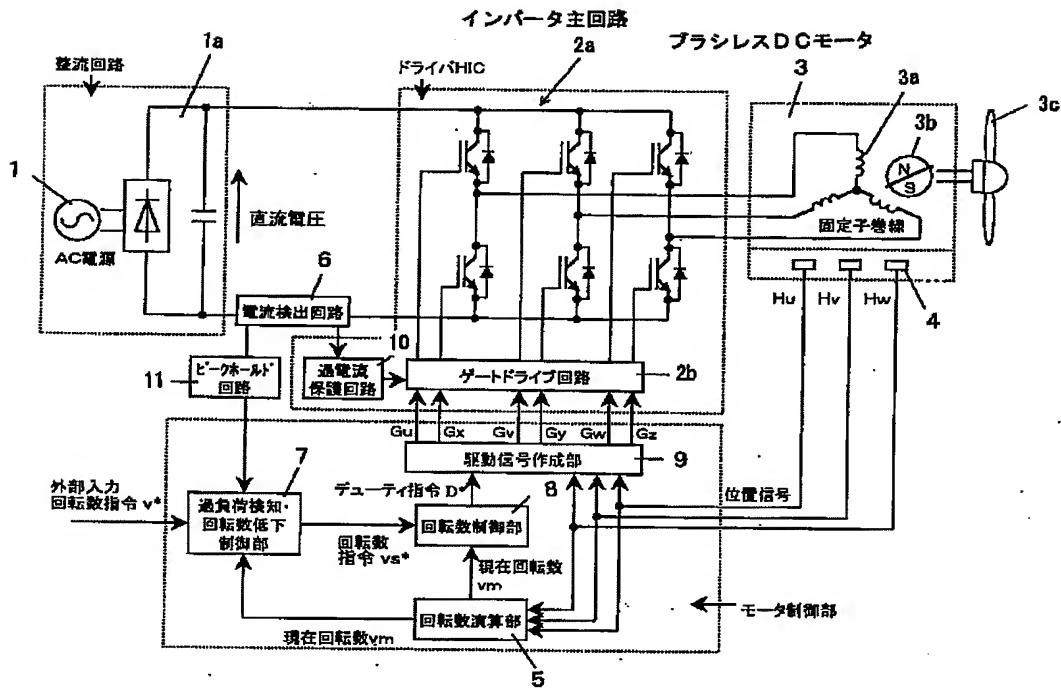 インバータ主回路
ブラシレスDCモータ
整流回路
1a
ドライバHIC
2a
3
3a
3b
3c
1
AC電源
直流電圧
N
S
固定子巻線
6
電流検出回路
Hu
Hv
Hw
4
11
ピークホールド
回路
10
過電流
保護回路
ゲートドライブ回路
2b
Gu
Gx
Gv
Gy
Gw
Gz
駆動信号作成部
9
外部入力
回転数指令 v*
7
過負荷検知・
回転数低下
制御部
デューティ指令 D*
8
回転数制御部
回転数
指令 vs*
現在回転数
vm
位置信号
回転数演算部
5
現在回転数vm
モータ制御部